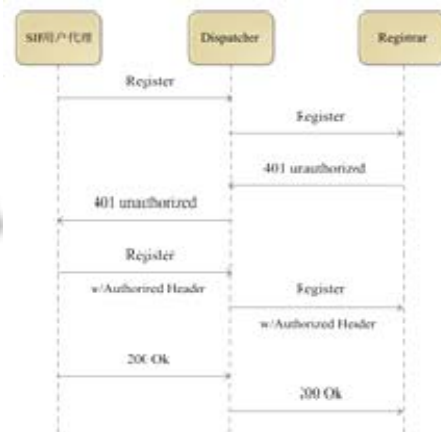 SIP用户代理
Dispatcher
Registrar
Register
Register
401 unauthorized
401 unauthorized
Register
w/Authorized Header
Register
w/Authorized Header
200 Ok
200 Ok